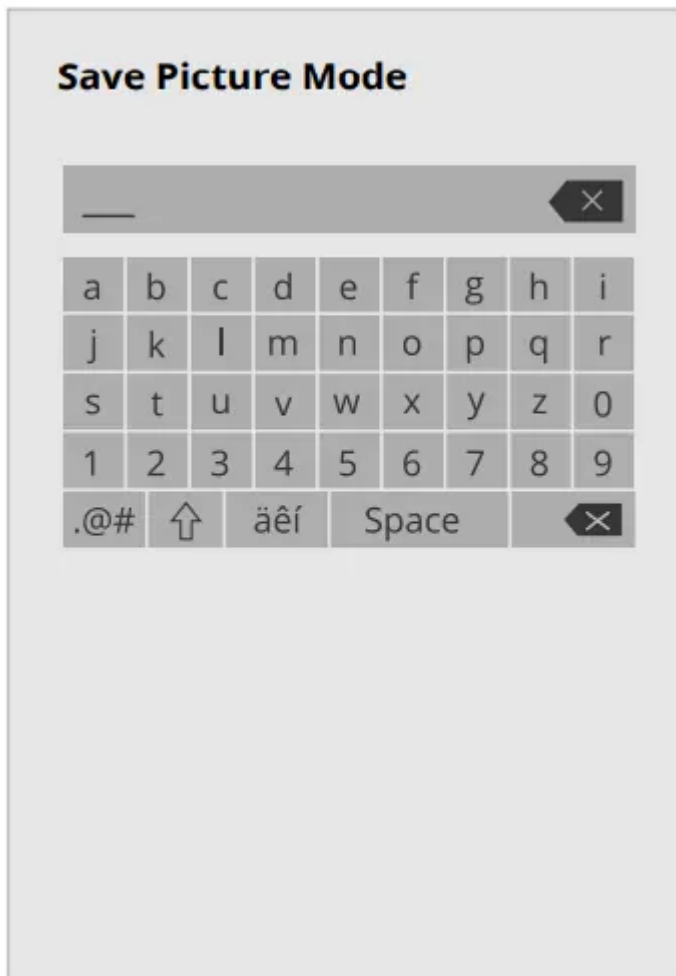 Save Picture Mode
a b c d e f g h i
j k l m n o p q r
s t u v w x y z 0
1 2 3 4 5 6 7 8 9
.@# äêí Space